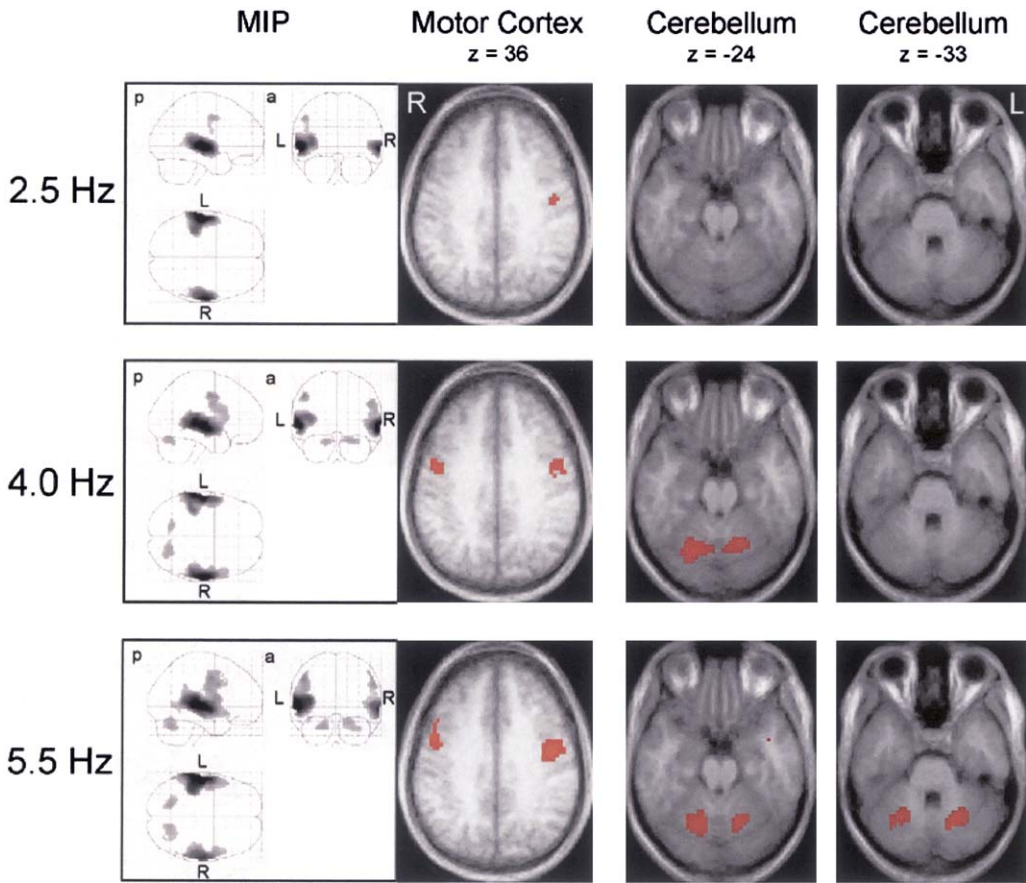 MIP Motor Cortex Cerebellum Cerebellum
z = 36 z = -24 z = -33
p a R L
L R
2.5 Hz
L
R
p a
L R
4.0 Hz
L
R
p a
L R
5.5 Hz
L
R